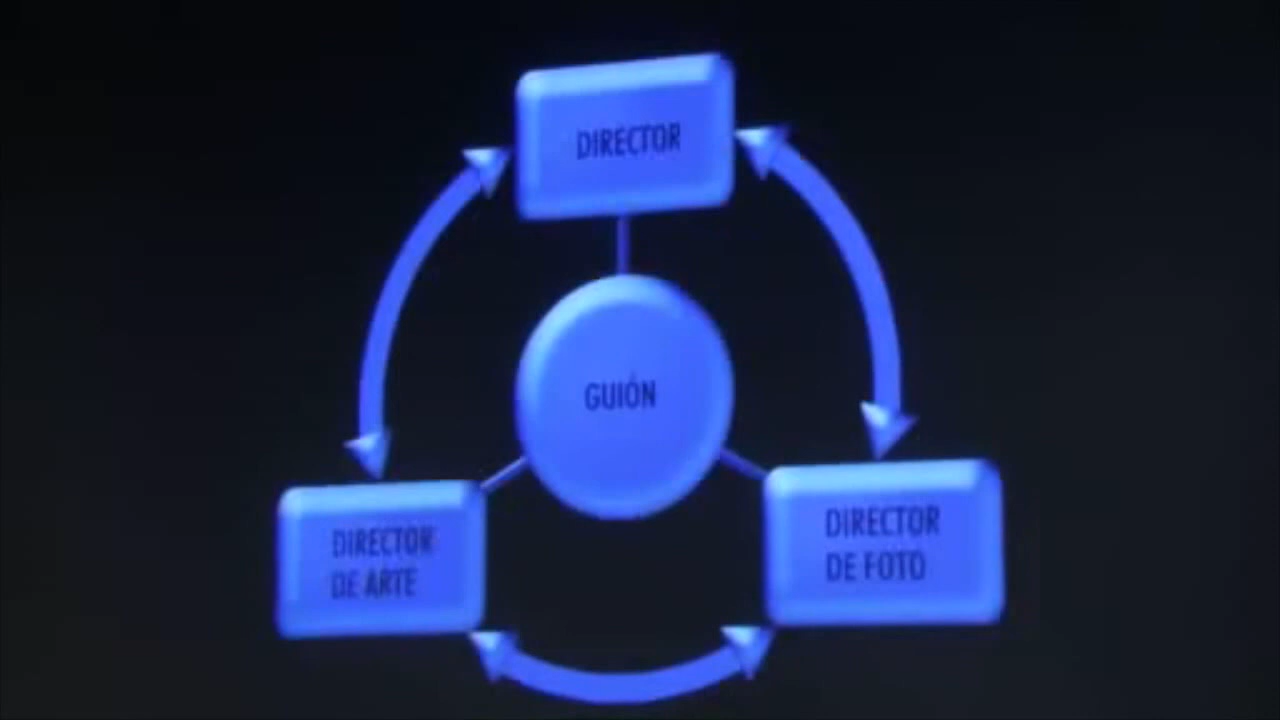 DIRECTOR
GUIÓN
DIRECTOR
DE ARTE
DIRECTOR
DE FOTO